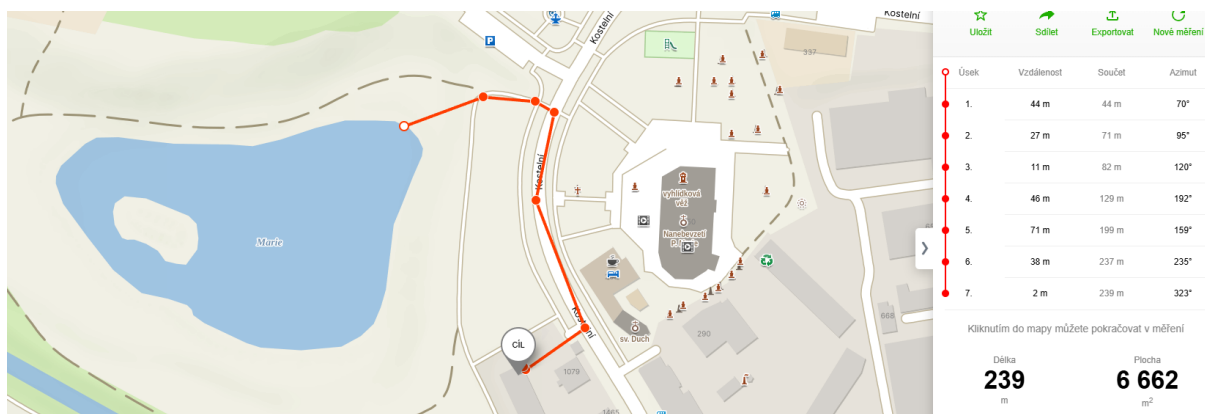 Kostelní
Kostelní
P
337
Kostelní
vyhlídková
věž
Nanebevzetí
Marie
sv. Duch
Kostelní
290
668
CÍL
1079
1465
Uložit
Sdílet
Exportovat
Nové měření
Úsek Vzdálenost Součet Azimut
1. 44 m 44 m 70°
2. 27 m 71 m 95°
3. 11 m 82 m 120°
4. 46 m 129 m 192°
5. 71 m 199 m 159°
6. 38 m 237 m 235°
7. 2 m 239 m 323°
Kliknutím do mapy můžete pokračovat v měření
Délka
239
m
Plocha
6 662
m²